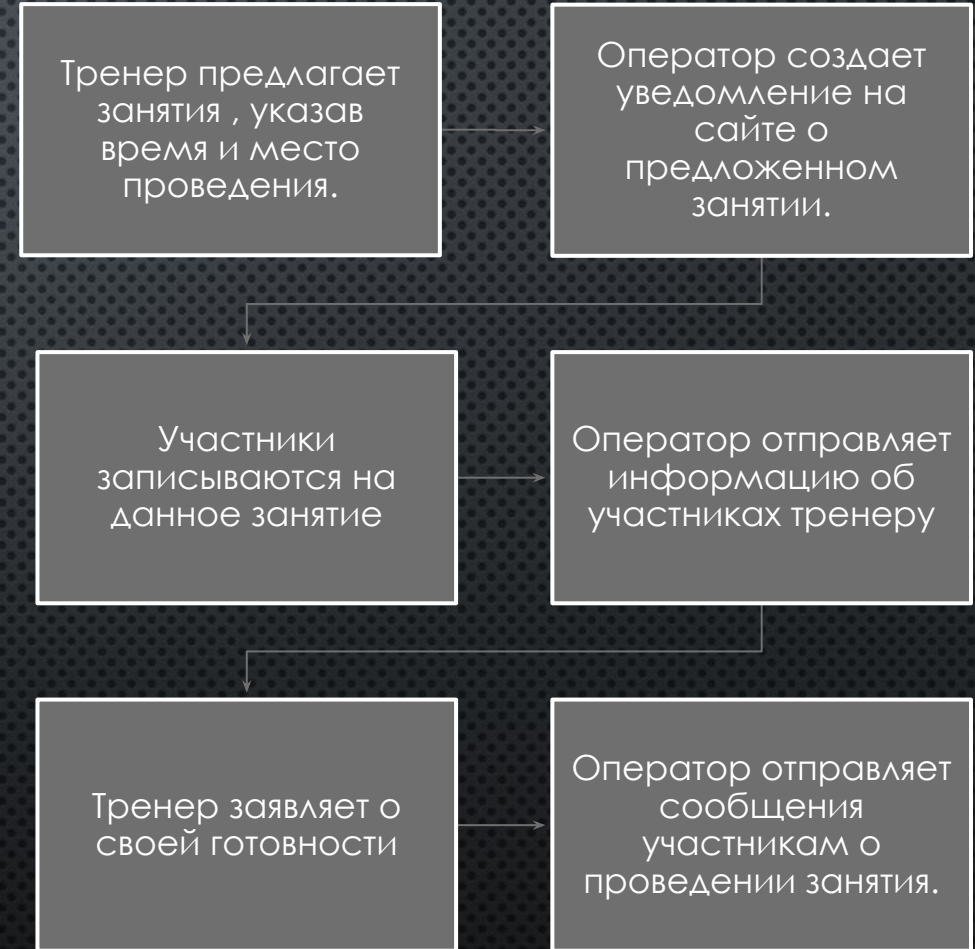 Тренер предлагает
занятия , указав
время и место
проведения.
Оператор создает
уведомление на
сайте о
предложенном
занятии.
Участники
записываются на
данное занятие
Оператор отправляет
информацию об
участниках тренеру
Тренер заявляет о
своей готовности
Оператор отправляет
сообщения
участникам о
проведении занятия.